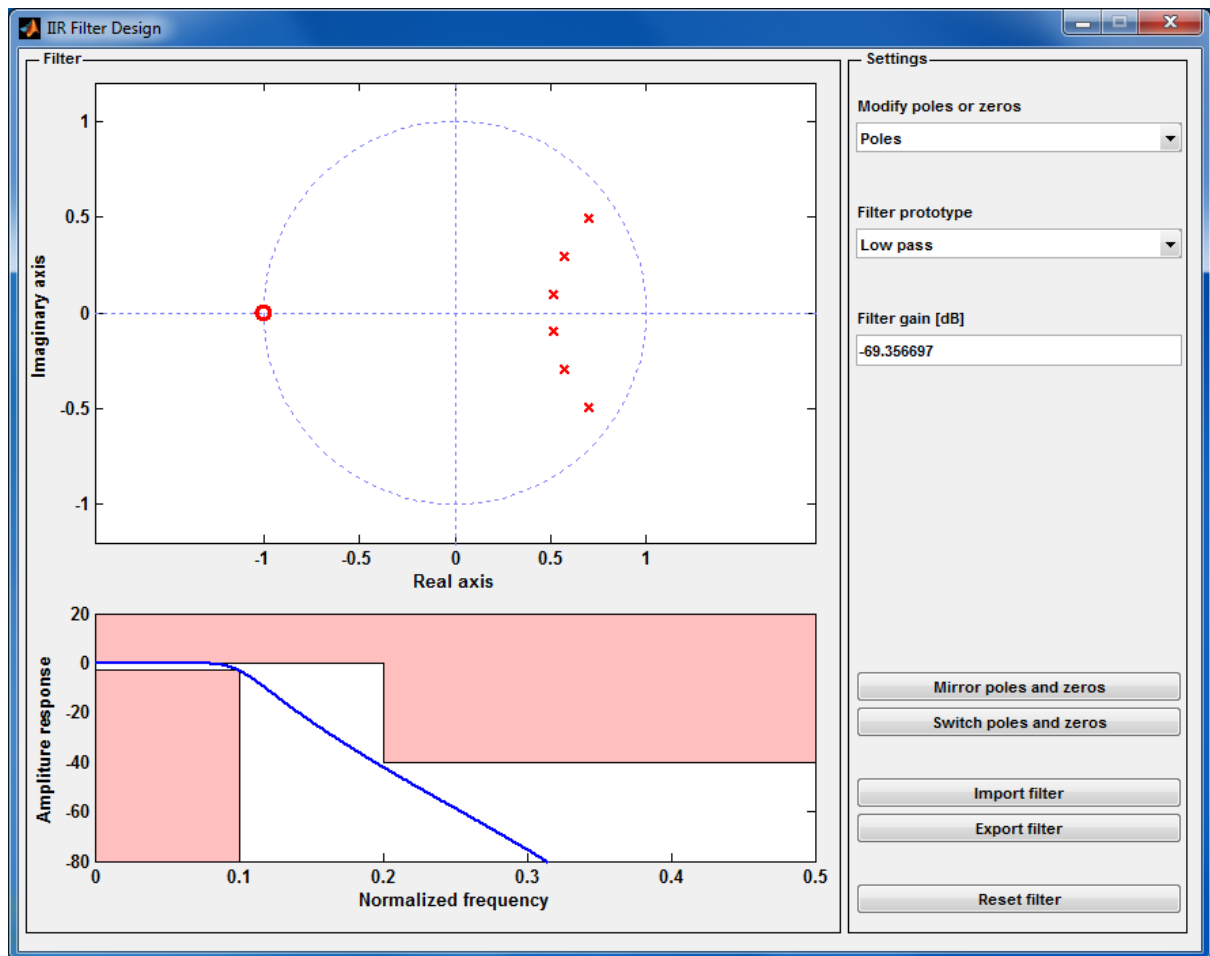 IIR Filter Design
Filter
Settings
1
0.5
0
-0.5
-1
Imaginary axis
-1 -0.5 0 0.5 1
Real axis
20
0
-20
-40
-60
-80
Ampliture response
0 0.1 0.2 0.3 0.4 0.5
Normalized frequency
Modify poles or zeros
Poles
Filter prototype
Low pass
Filter gain [dB]
-69.356697
Mirror poles and zeros
Switch poles and zeros
Import filter
Export filter
Reset filter